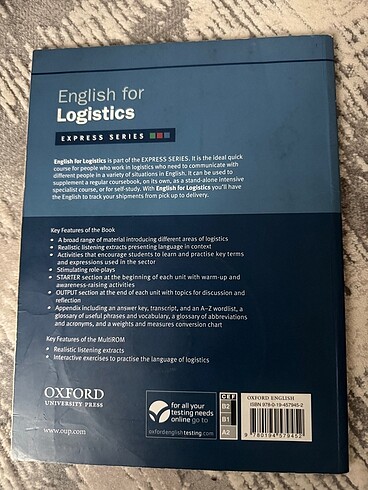 English for
Logistics
EXPRESS SERIES
English for Logistics is part of the EXPRESS SERIES. It is the ideal quick
course for people who work in logistics who need to communicate with
different people in a variety of situations in English. It can be used to
supplement a regular coursebook, on its own, as a stand-alone intensive
specialist course, or for self-study. With English for Logistics you'll have
the English to track your shipments from pick up to delivery.
Key Features of the Book
• A broad range of material introducing different areas of logistics
• Realistic listening extracts presenting language in context
• Activities that encourage students to learn and practise key terms
and expressions used in the sector
• Stimulating role-plays
• STARTER section at the beginning of each unit with warm-up and
awareness-raising activities
• OUTPUT section at the end of each unit with topics for discussion and
reflection
• Appendix including an answer key, transcript, and an A–Z wordlist, a
glossary of useful phrases and vocabulary, a glossary of abbreviations
and acronyms, and a weights and measures conversion chart
Key Features of the MultiROM
• Realistic listening extracts
• Interactive exercises to practise the language of logistics
OXFORD
UNIVERSITY PRESS
www.oup.com
for all your
testing needs
online go to
oxfordenglishtesting.com
CEF
B2
B1
A2
OXFORD ENGLISH
ISBN 978-0-19-457945-2
9 780194 579452